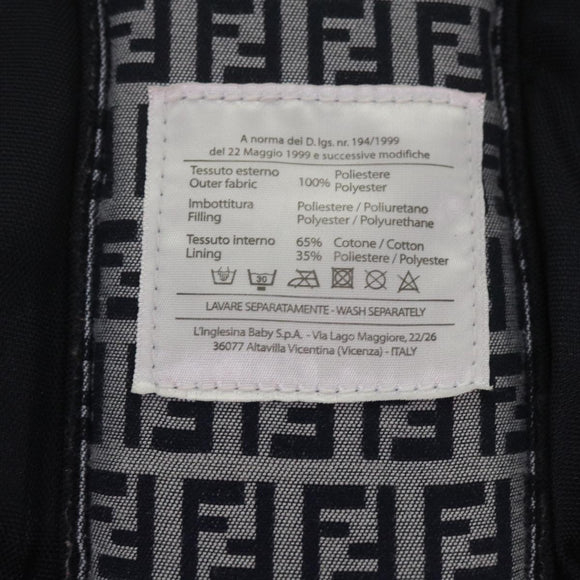 A norma dei D. lgs. nr. 194/1999
del 22 Maggio 1999 e successive modifiche
Tessuto esterno 100% Poliestere
Outer fabric Polyester
Imbottitura Poliestere / Poliuretano
Filling Polyester / Polyurethane
Tessuto interno 65% Cotone / Cotton
Lining 35% Poliestere / Polyester
30
LAVARE SEPARATAMENTE - WASH SEPARATELY
L'Inglesina Baby S.p.A. - Via Lago Maggiore, 22/26
36077 Altavilla Vicentina (Vicenza) - ITALY